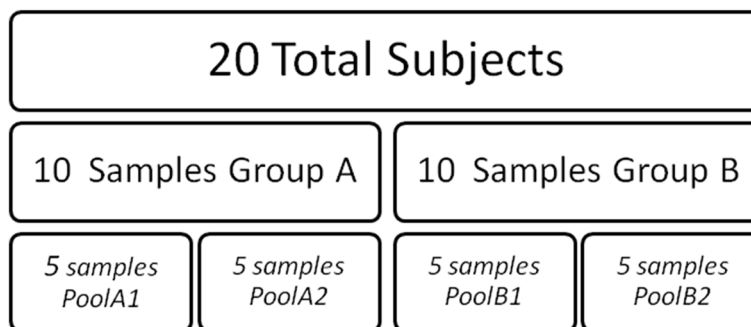 20 Total Subjects
10 Samples Group A
10 Samples Group B
5 samples
PoolA1
5 samples
PoolA2
5 samples
PoolB1
5 samples
PoolB2